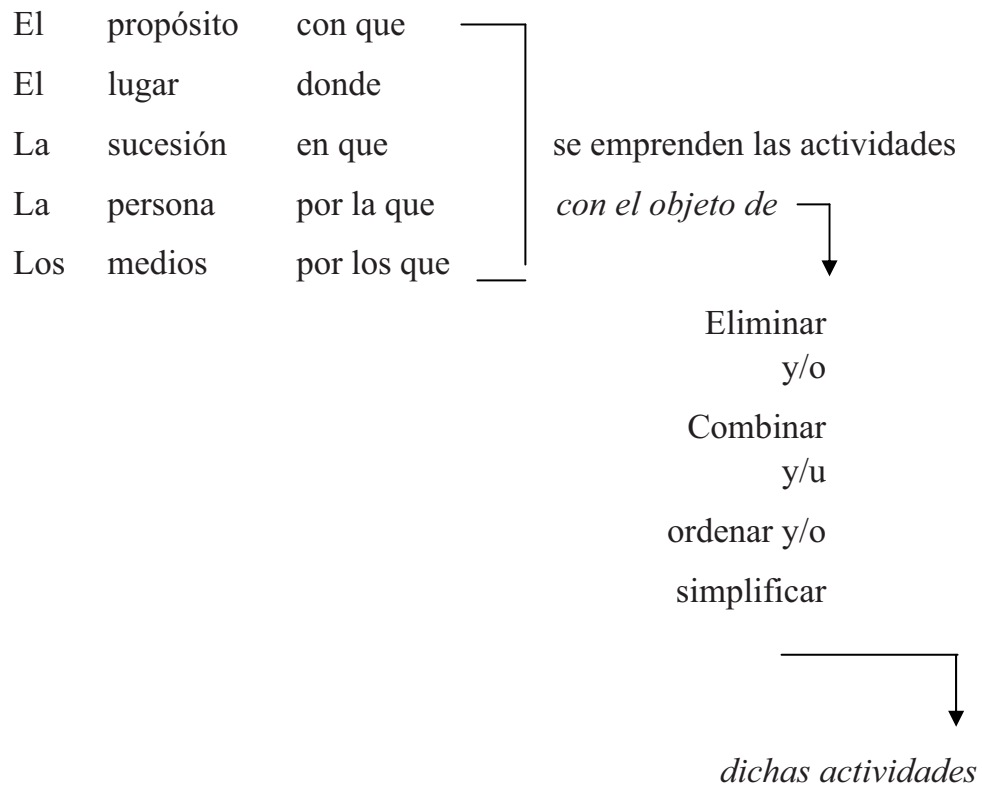 El propósito con que
El lugar donde
La sucesión en que se emprenden las actividades
La persona por la que con el objeto de
Los medios por los que
Eliminar
y/o
Combinar
y/u
ordenar y/o
simplificar
dichas actividades